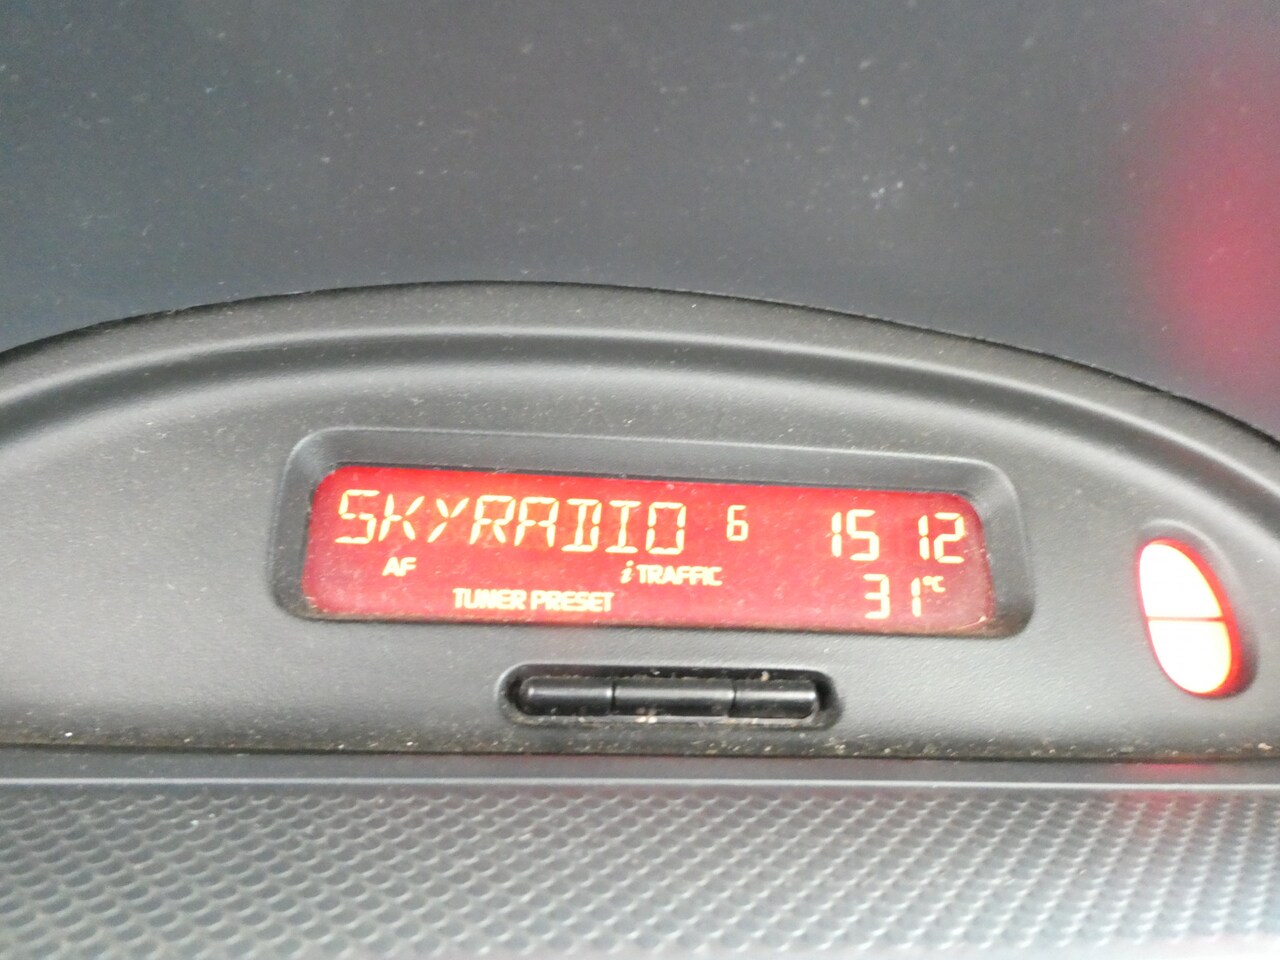 SKYRADIO 6 15 12
AF i TRAFFIC 31°C
TUNER PRESET